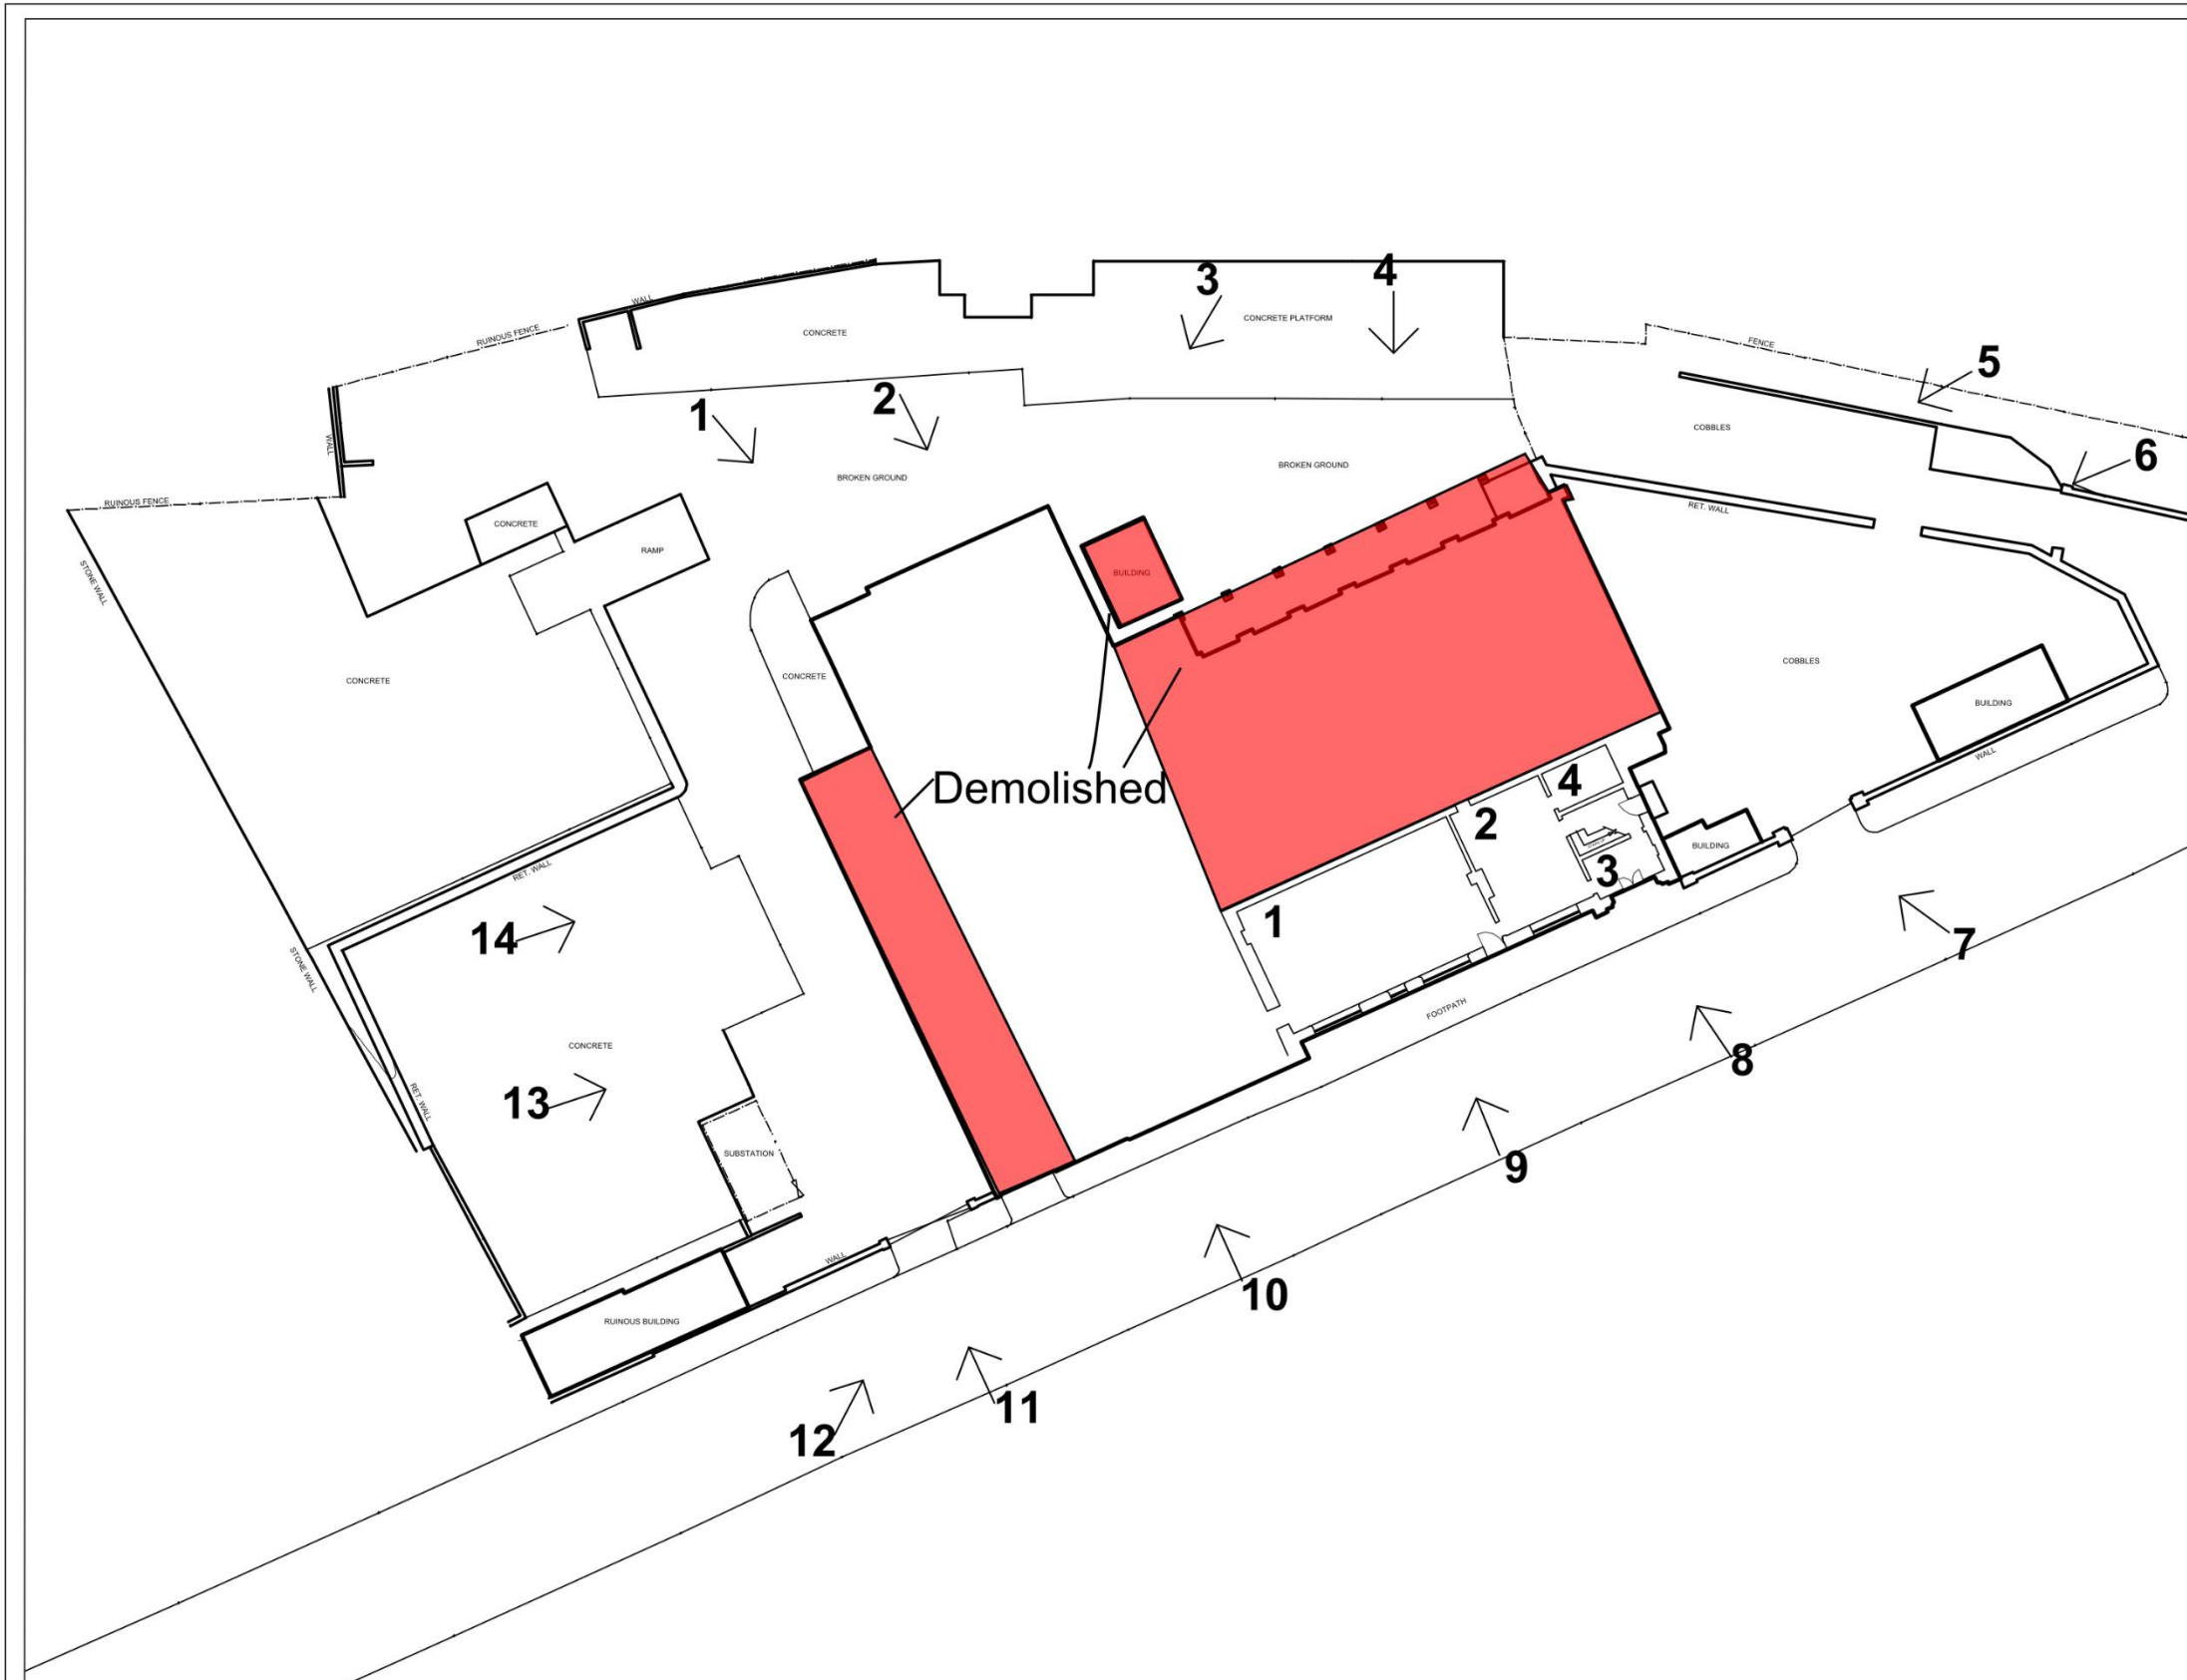 3
4
CONCRETE PLATFORM
WALL
CONCRETE
RUINOUS FENCE
FENCE
5
1
2
COBBLES
WALL
6
BROKEN GROUND
BROKEN GROUND
RUINOUS FENCE
RET. WALL
CONCRETE
RAMP
BUILDING
STONE WALL
CONCRETE
CONCRETE
COBBLES
BUILDING
WALL
Demolished
4
2
BUILDING
3
RET. WALL
1
14
7
STONE WALL
FOOTPATH
CONCRETE
8
13
RET. WALL
SUBSTATION
9
WALL
10
RUINOUS BUILDING
11
12